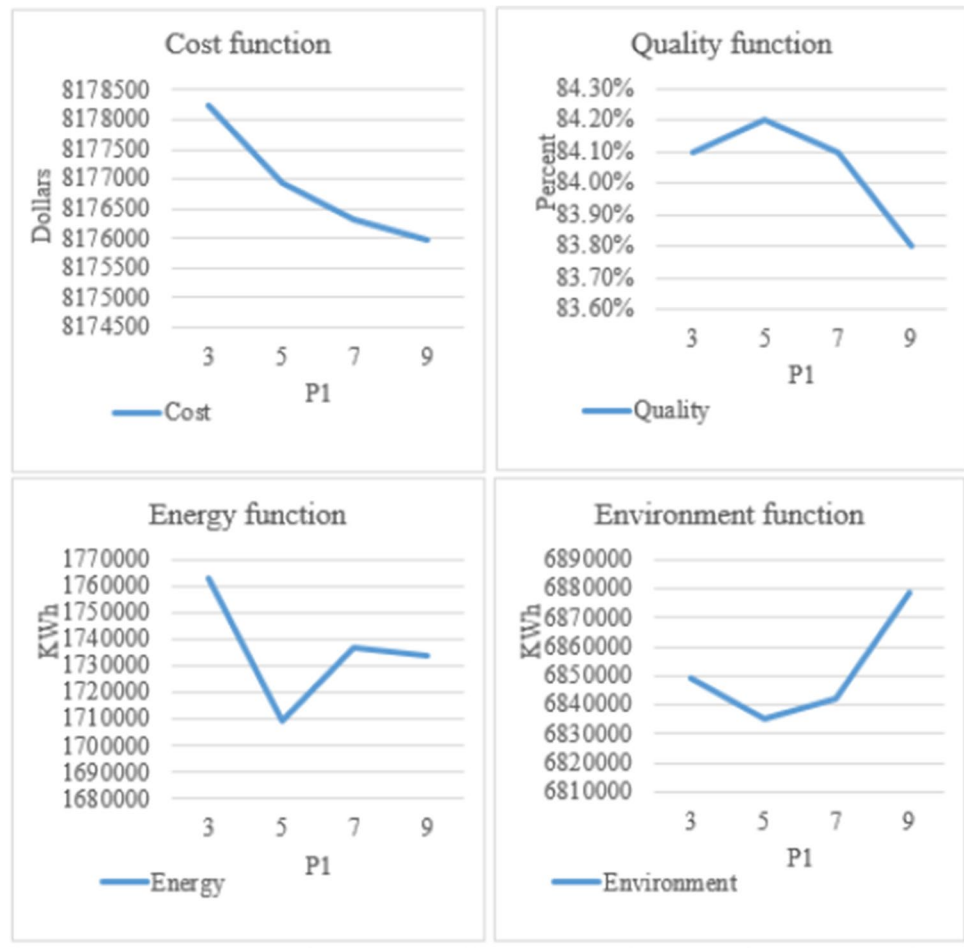 Cost function
Dollars
8178500
8178000
8177500
8177000
8176500
8176000
8175500
8175000
8174500
3 5 7 9
P1
Cost
Quality function
Percent
84.30%
84.20%
84.10%
84.00%
83.90%
83.80%
83.70%
83.60%
3 5 7 9
P1
Quality
Energy function
KWh
1770000
1760000
1750000
1740000
1730000
1720000
1710000
1700000
1690000
1680000
3 5 7 9
P1
Energy
Environment function
KWh
6890000
6880000
6870000
6860000
6850000
6840000
6830000
6820000
6810000
3 5 7 9
P1
Environment